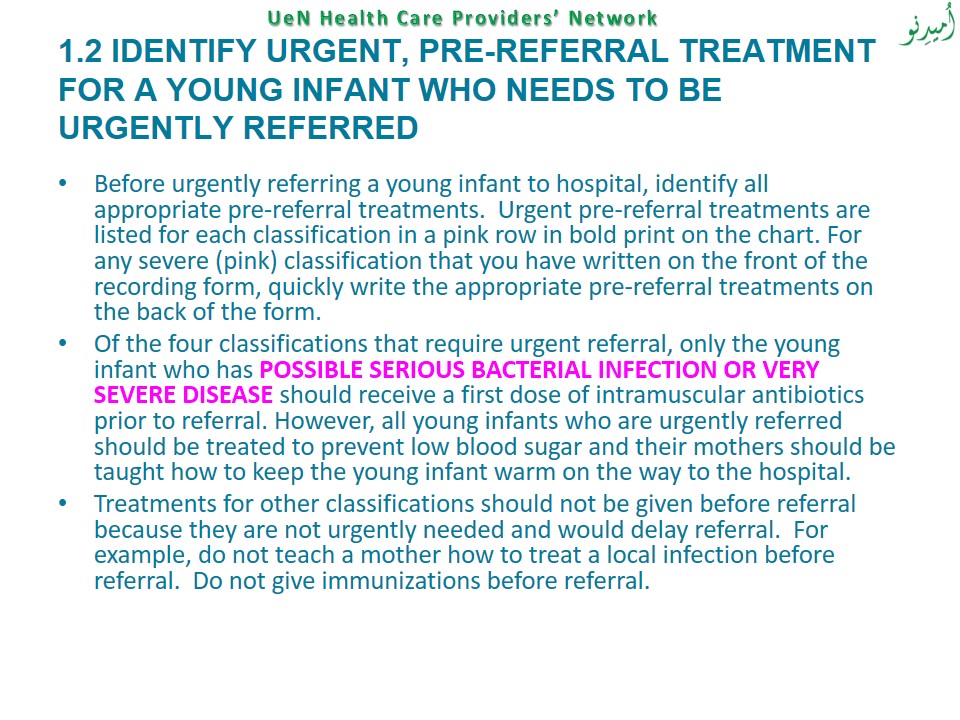 UeN Health Care Providers' Network
اُميدِنو
1.2 IDENTIFY URGENT, PRE-REFERRAL TREATMENT
FOR A YOUNG INFANT WHO NEEDS TO BE
URGENTLY REFERRED
• Before urgently referring a young infant to hospital, identify all
appropriate pre-referral treatments.  Urgent pre-referral treatments are
listed for each classification in a pink row in bold print on the chart. For
any severe (pink) classification that you have written on the front of the
recording form, quickly write the appropriate pre-referral treatments on
the back of the form.
• Of the four classifications that require urgent referral, only the young
infant who has POSSIBLE SERIOUS BACTERIAL INFECTION OR VERY
SEVERE DISEASE should receive a first dose of intramuscular antibiotics
prior to referral. However, all young infants who are urgently referred
should be treated to prevent low blood sugar and their mothers should be
taught how to keep the young infant warm on the way to the hospital.
• Treatments for other classifications should not be given before referral
because they are not urgently needed and would delay referral.  For
example, do not teach a mother how to treat a local infection before
referral.  Do not give immunizations before referral.